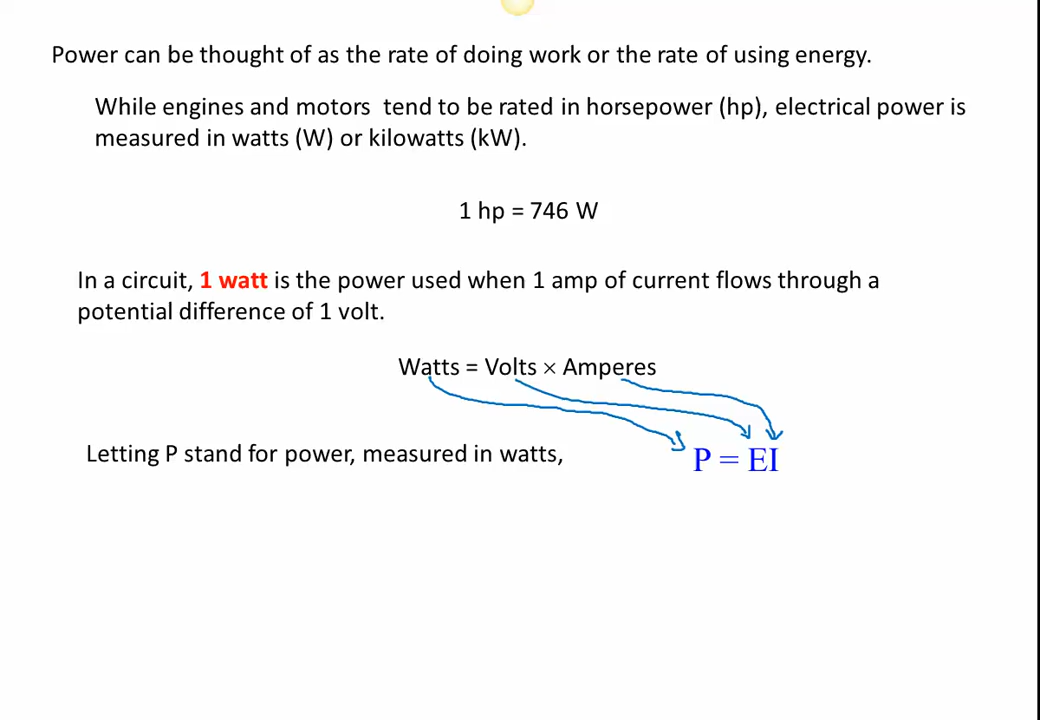 Power can be thought of as the rate of doing work or the rate of using energy.
While engines and motors tend to be rated in horsepower (hp), electrical power is
measured in watts (W) or kilowatts (kW).
1 hp = 746 W
In a circuit, 1 watt is the power used when 1 amp of current flows through a
potential difference of 1 volt.
Watts = Volts × Amperes
Letting P stand for power, measured in watts, P = EI